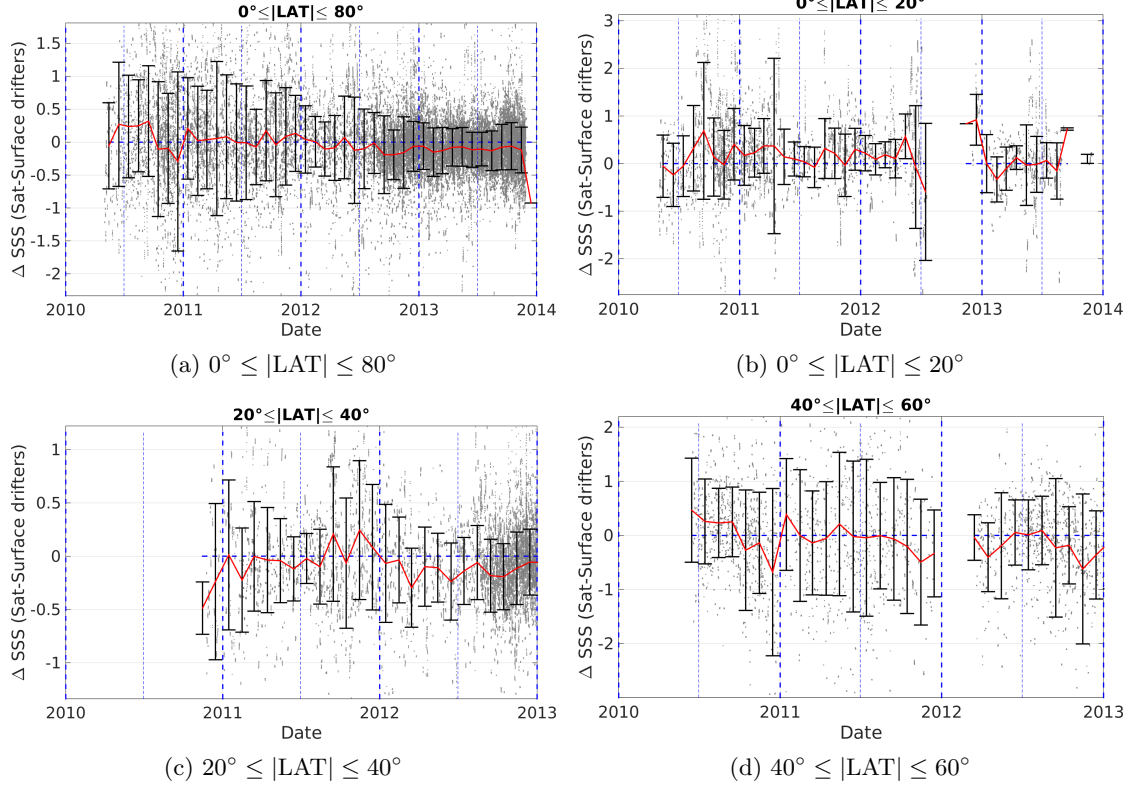 0°≤|LAT|≤ 80°
Δ SSS (Sat-Surface drifters)
1.5
1
0.5
0
-0.5
-1
-1.5
-2
2010 2011 2012 2013 2014
Date
(a) 0° ≤ |LAT| ≤ 80°
0°≤|LAT|≤ 20°
Δ SSS (Sat-Surface drifters)
3
2
1
0
-1
-2
2010 2011 2012 2013 2014
Date
(b) 0° ≤ |LAT| ≤ 20°
20°≤|LAT|≤ 40°
Δ SSS (Sat-Surface drifters)
1
0.5
0
-0.5
-1
2010 2011 2012 2013
Date
(c) 20° ≤ |LAT| ≤ 40°
40°≤|LAT|≤ 60°
Δ SSS (Sat-Surface drifters)
2
1
0
-1
-2
2010 2011 2012 2013
Date
(d) 40° ≤ |LAT| ≤ 60°